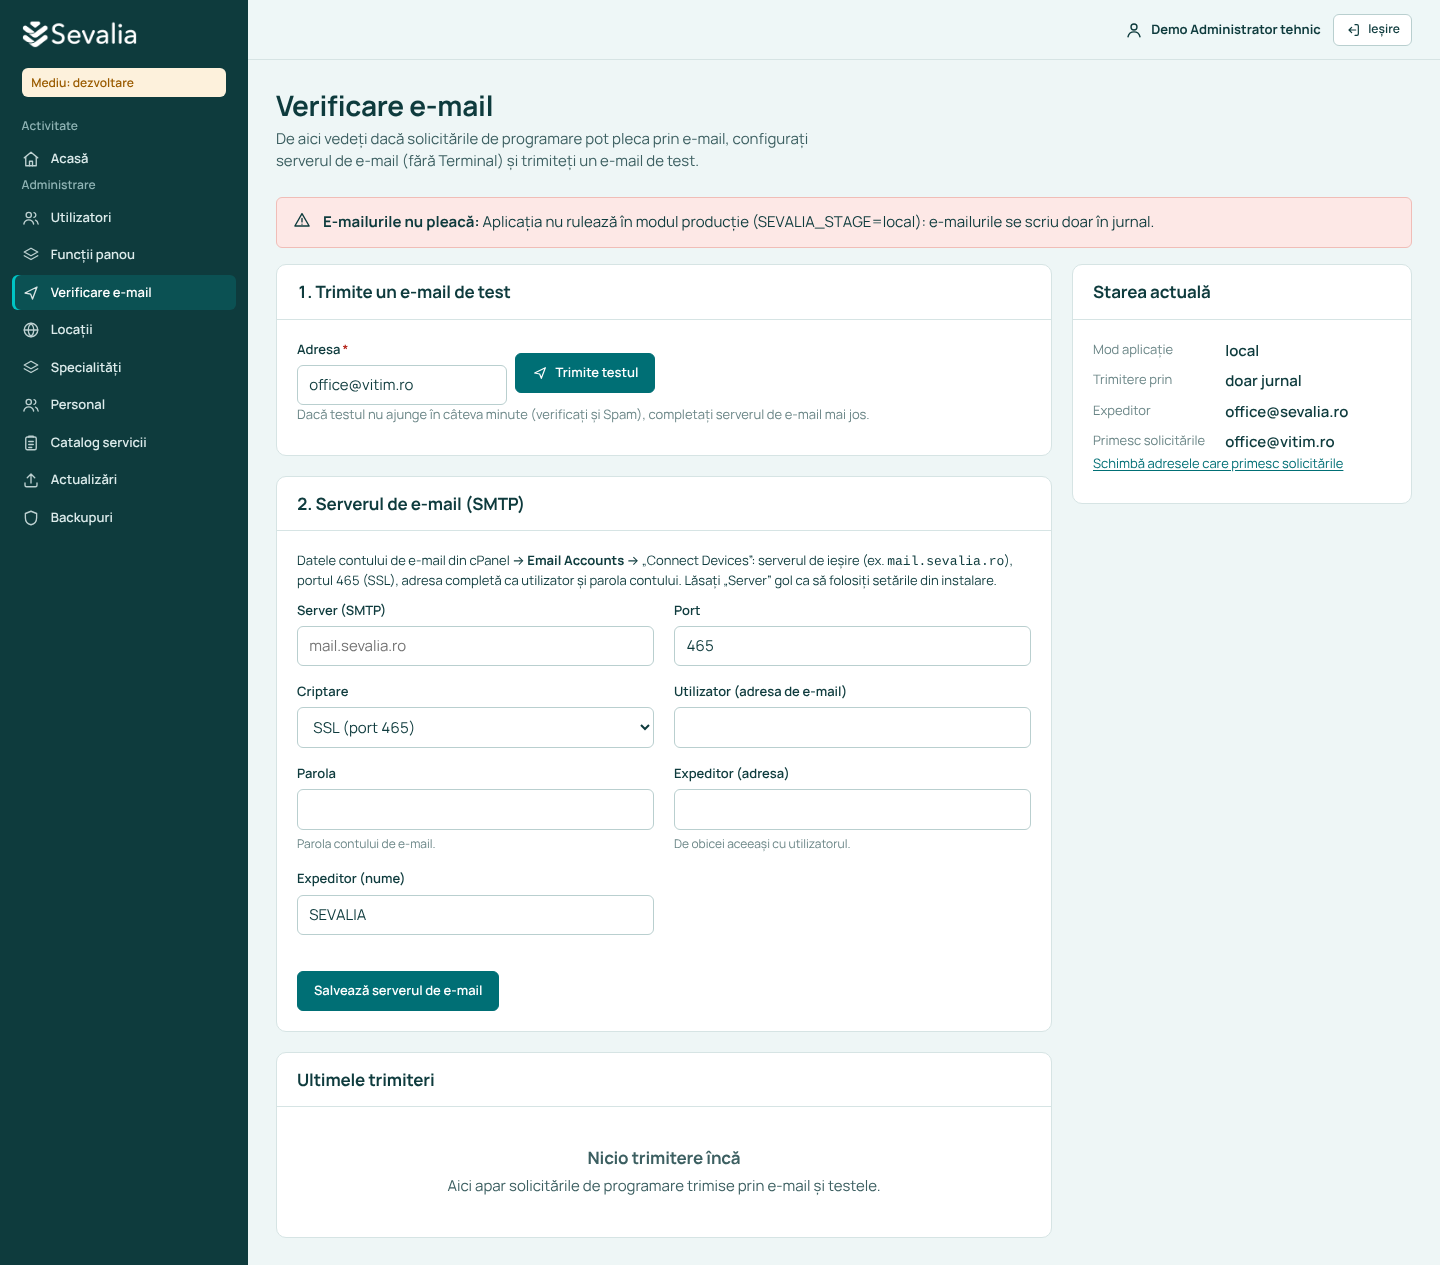 Sevalia
Mediu: dezvoltare
Activitate
Acasă
Administrare
Utilizatori
Funcții panou
Verificare e-mail
Locații
Specialități
Personal
Catalog servicii
Actualizări
Backupuri
Demo Administrator tehnic
Ieșire
Verificare e-mail
De aici vedeți dacă solicitările de programare pot pleca prin e-mail, configurați
serverul de e-mail (fără Terminal) și trimiteți un e-mail de test.
E-mailurile nu pleacă: Aplicația nu rulează în modul producție (SEVALIA_STAGE=local): e-mailurile se scriu doar în jurnal.
1. Trimite un e-mail de test
Adresa *
office@vitim.ro
Trimite testul
Dacă testul nu ajunge în câteva minute (verificați și Spam), completați serverul de e-mail mai jos.
2. Serverul de e-mail (SMTP)
Datele contului de e-mail din cPanel → Email Accounts → „Connect Devices”: serverul de ieșire (ex. mail.sevalia.ro),
portul 465 (SSL), adresa completă ca utilizator și parola contului. Lăsați „Server” gol ca să folosiți setările din instalare.
Server (SMTP)
mail.sevalia.ro
Port
465
Criptare
SSL (port 465)
Utilizator (adresa de e-mail)
Parola
Parola contului de e-mail.
Expeditor (adresa)
De obicei aceeași cu utilizatorul.
Expeditor (nume)
SEVALIA
Salvează serverul de e-mail
Ultimele trimiteri
Nicio trimitere încă
Aici apar solicitările de programare trimise prin e-mail și testele.
Starea actuală
Mod aplicație
local
Trimitere prin
doar jurnal
Expeditor
office@sevalia.ro
Primesc solicitările
office@vitim.ro
Schimbă adresele care primesc solicitările